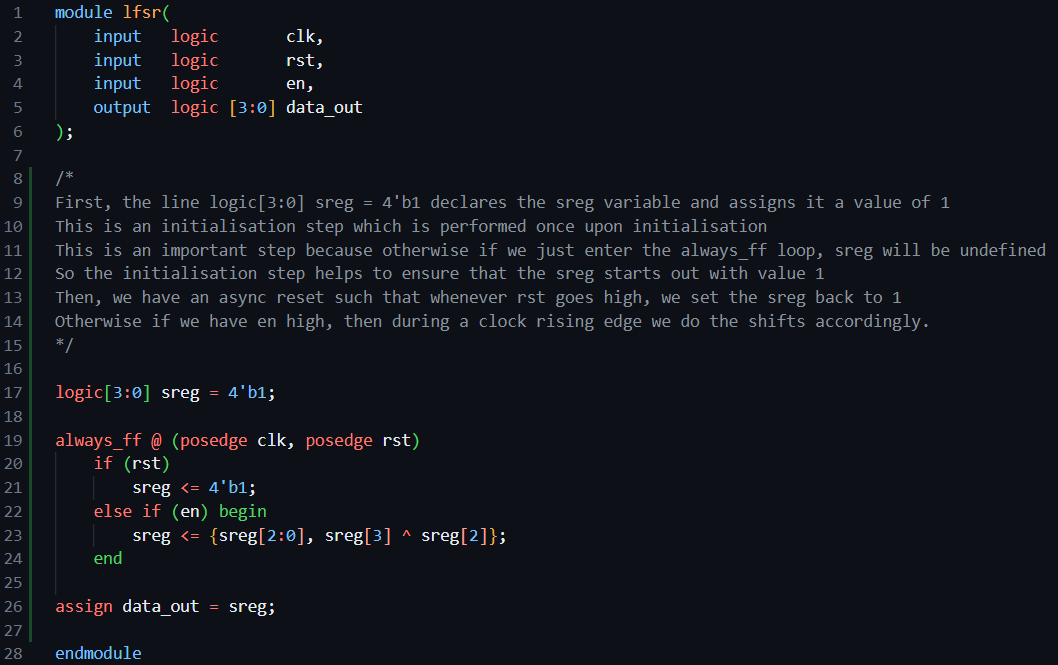 1 module lfsr(
2 input logic clk,
3 input logic rst,
4 input logic en,
5 output logic [3:0] data_out
6 );
7
8 /*
9 First, the line logic[3:0] sreg = 4'b1 declares the sreg variable and assigns it a value of 1
10 This is an initialisation step which is performed once upon initialisation
11 This is an important step because otherwise if we just enter the always_ff loop, sreg will be undefined
12 So the initialisation step helps to ensure that the sreg starts out with value 1
13 Then, we have an async reset such that whenever rst goes high, we set the sreg back to 1
14 Otherwise if we have en high, then during a clock rising edge we do the shifts accordingly.
15 */
16
17 logic[3:0] sreg = 4'b1;
18
19 always_ff @ (posedge clk, posedge rst)
20 if (rst)
21 sreg <= 4'b1;
22 else if (en) begin
23 sreg <= {sreg[2:0], sreg[3] ^ sreg[2]};
24 end
25
26 assign data_out = sreg;
27
28 endmodule